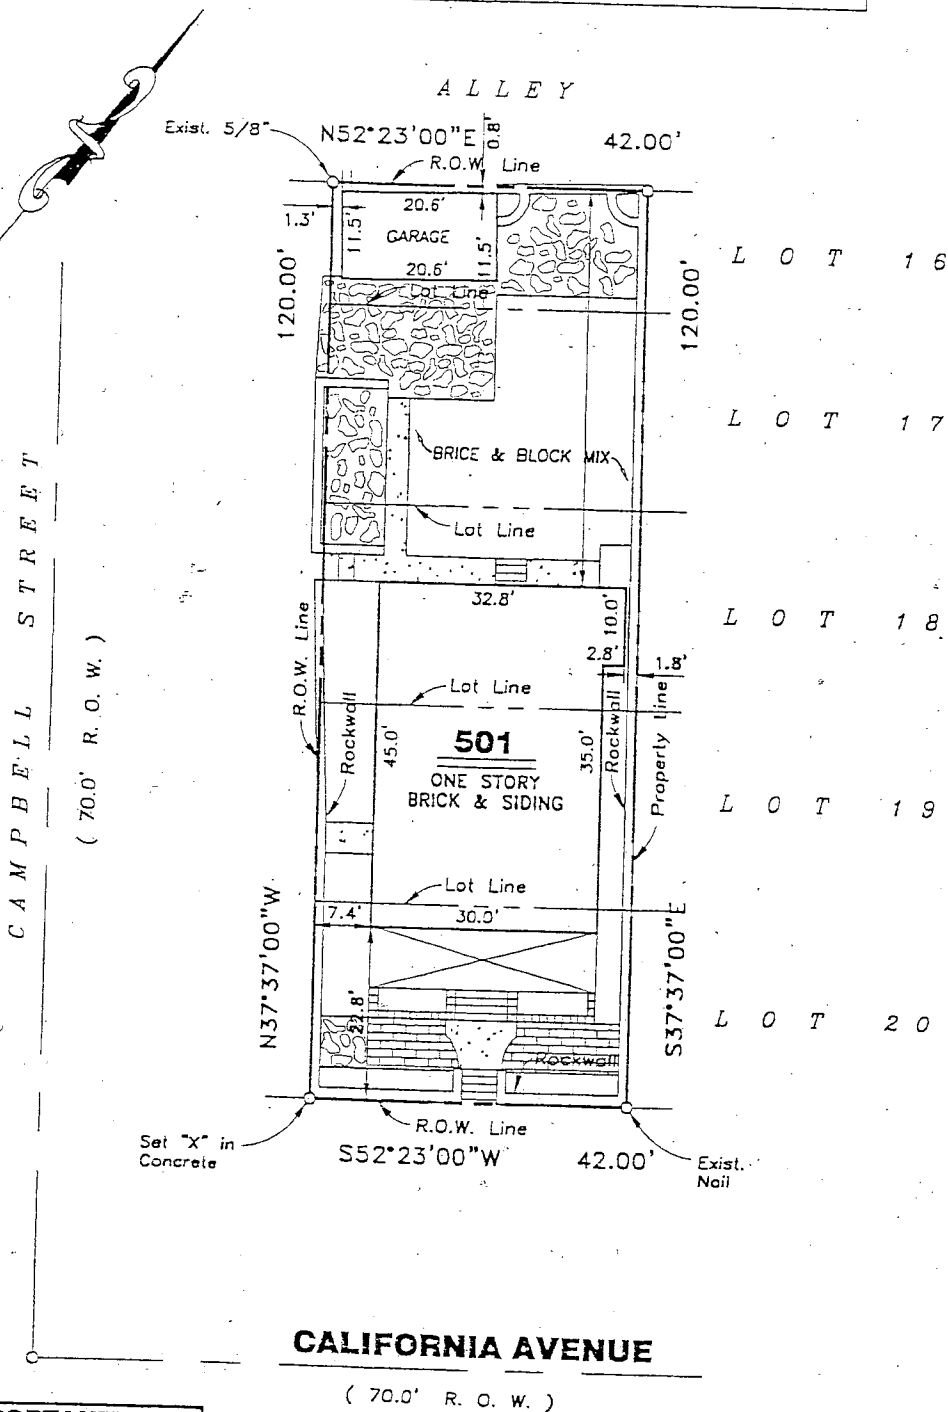 ALLEY
Exist. 5/8"
N52°23'00"E
0.8'
42.00'
R.O.W. Line
1.3'
20.6'
11.5'
GARAGE
11.5'
20.6'
Lot Line
120.00'
120.00'
LOT 16
LOT 17
BRICE & BLOCK MIX
Lot Line
CAMPBELL STREET
( 70.0' R. O. W. )
32.8'
10.0'
LOT 18
2.8'
1.8'
R.O.W. Line
Rockwall
Lot Line
45.0'
501
35.0'
Rockwall
Property Line
ONE STORY
BRICK & SIDING
LOT 19
Lot Line
7.4'
30.0'
N37°37'00"W
S37°37'00"E
22.8'
LOT 20
Rockwall
R.O.W. Line
Set "X" in
Concrete
S52°23'00"W
42.00'
Exist.
Nail
CALIFORNIA AVENUE
( 70.0' R. O. W. )